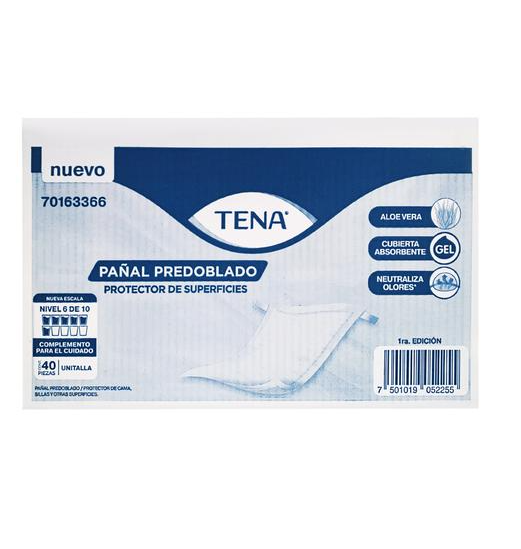 nuevo
70163366
TENA
PAÑAL PREDOBLADO
PROTECTOR DE SUPERFICIES
ALOE VERA
CUBIERTA
ABSORBENTE
GEL
NEUTRALIZA
OLORES*
NUEVA ESCALA
NIVEL 6 DE 10
COMPLEMENTO
PARA EL CUIDADO
40
PIEZAS
UNITALLA
PAÑAL PREDOBLADO / PROTECTOR DE CAMA,
SILLAS Y OTRAS SUPERFICIES.
1ra. EDICIÓN
7 501019 052255